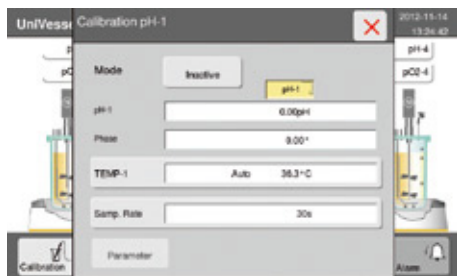 UniVesse
Calibration pH-1
2012-11-14
13:24:42
pH-4
pO2-4
Mode
Inactive
pH-1
pH-1
0.00pH
Phase
0.00°
TEMP-1
Auto
36.3°C
Samp. Rate
30s
Parameter
Calibration
Alarm